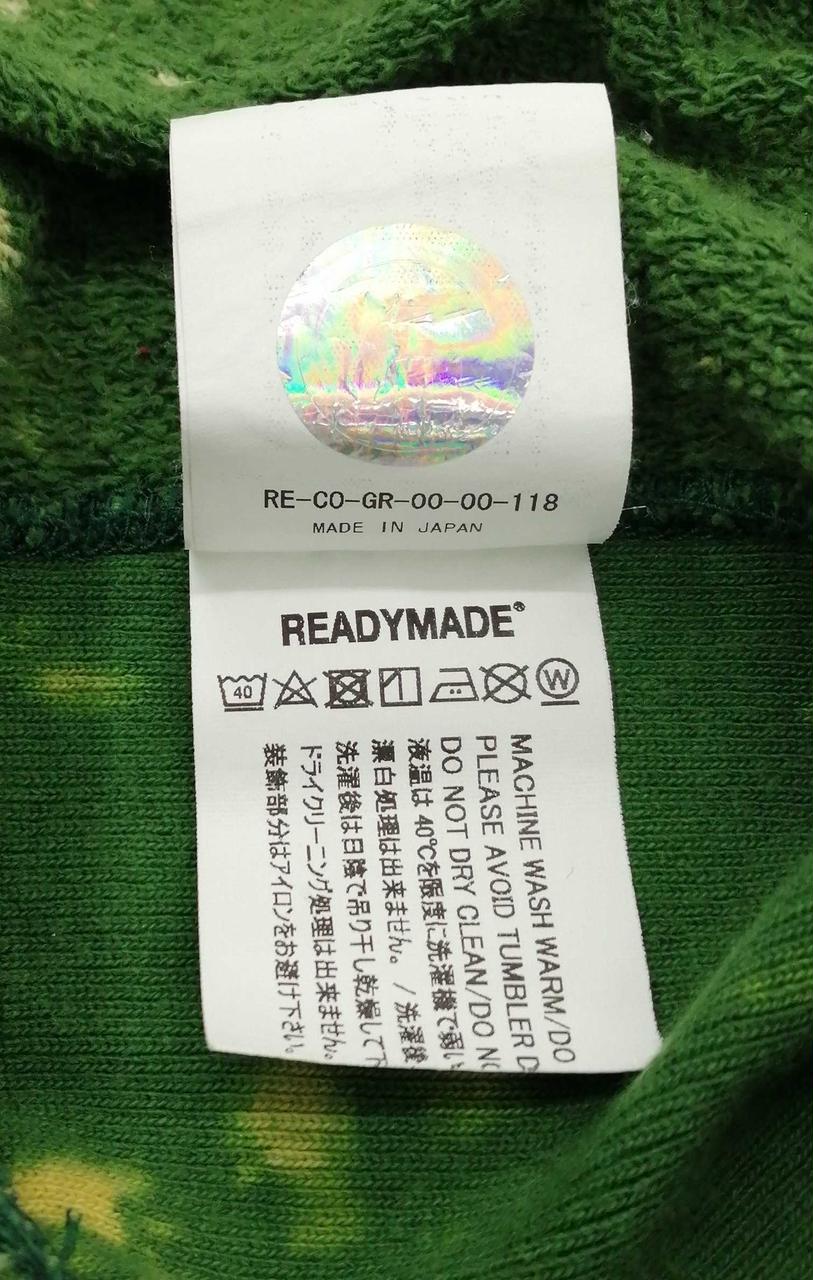 RE-CO-GR-00-00-118
MADE IN JAPAN
READYMADE®
40
W
MACHINE WASH WARM/DO
PLEASE AVOID TUMBLER
DO NOT DRY CLEAN/DO
液温は 40℃を限度に洗濯機で弱い
漂白処理は出来ません。 / 洗濯後
洗濯後は日陰で吊り干し乾燥して下
ドライクリーニング処理は出来ません。
装飾部分はアイロンをお避け下さい。